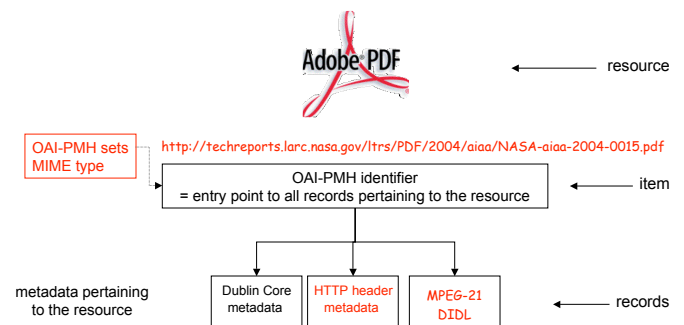 Adobe PDF
resource
OAI-PMH sets
MIME type
http://techreports.larc.nasa.gov/ltrs/PDF/2004/aiaa/NASA-aiaa-2004-0015.pdf
OAI-PMH identifier
= entry point to all records pertaining to the resource
item
metadata pertaining
to the resource
Dublin Core
metadata
HTTP header
metadata
MPEG-21
DIDL
records